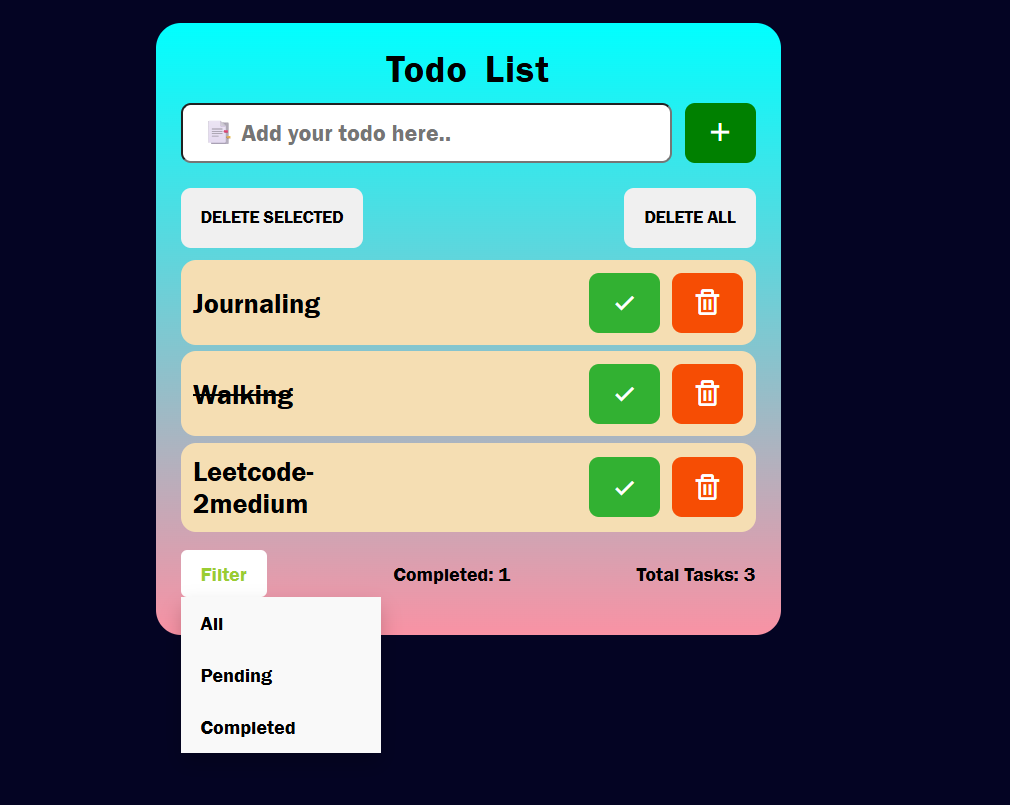 Todo List
Add your todo here..
DELETE SELECTED
DELETE ALL
Journaling
Walking
Leetcode-
2medium
Filter
Completed: 1
Total Tasks: 3
All
Pending
Completed